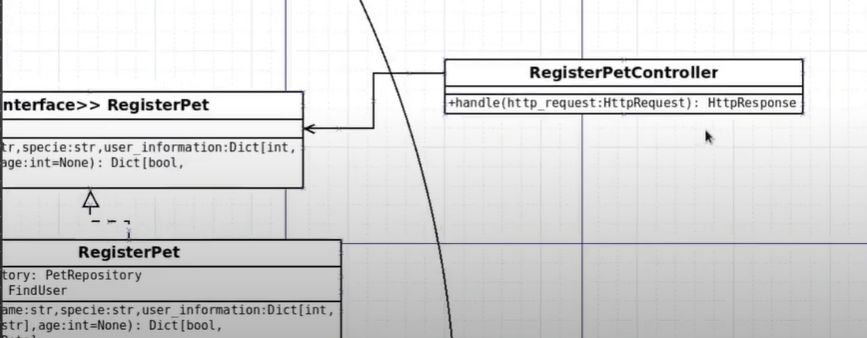 RegisterPetController
+handle(http_request:HttpRequest): HttpResponse
nterface>> RegisterPet
tr,specie:str,user_information:Dict[int,
age:int=None): Dict[bool,
RegisterPet
tory: PetRepository
FindUser
ame:str,specie:str,user_information:Dict[int,
str],age:int=None): Dict[bool,